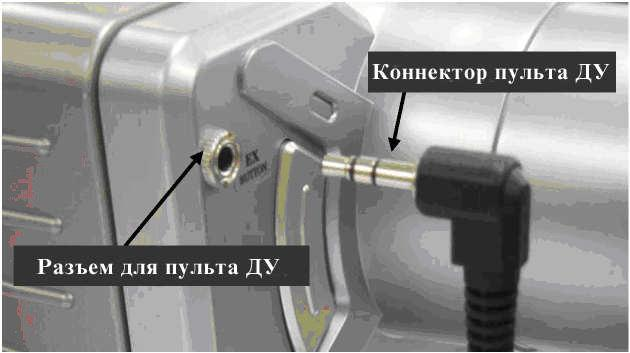 Коннектор пульта ДУ
EX
BUTTON
Разъем для пульта ДУ